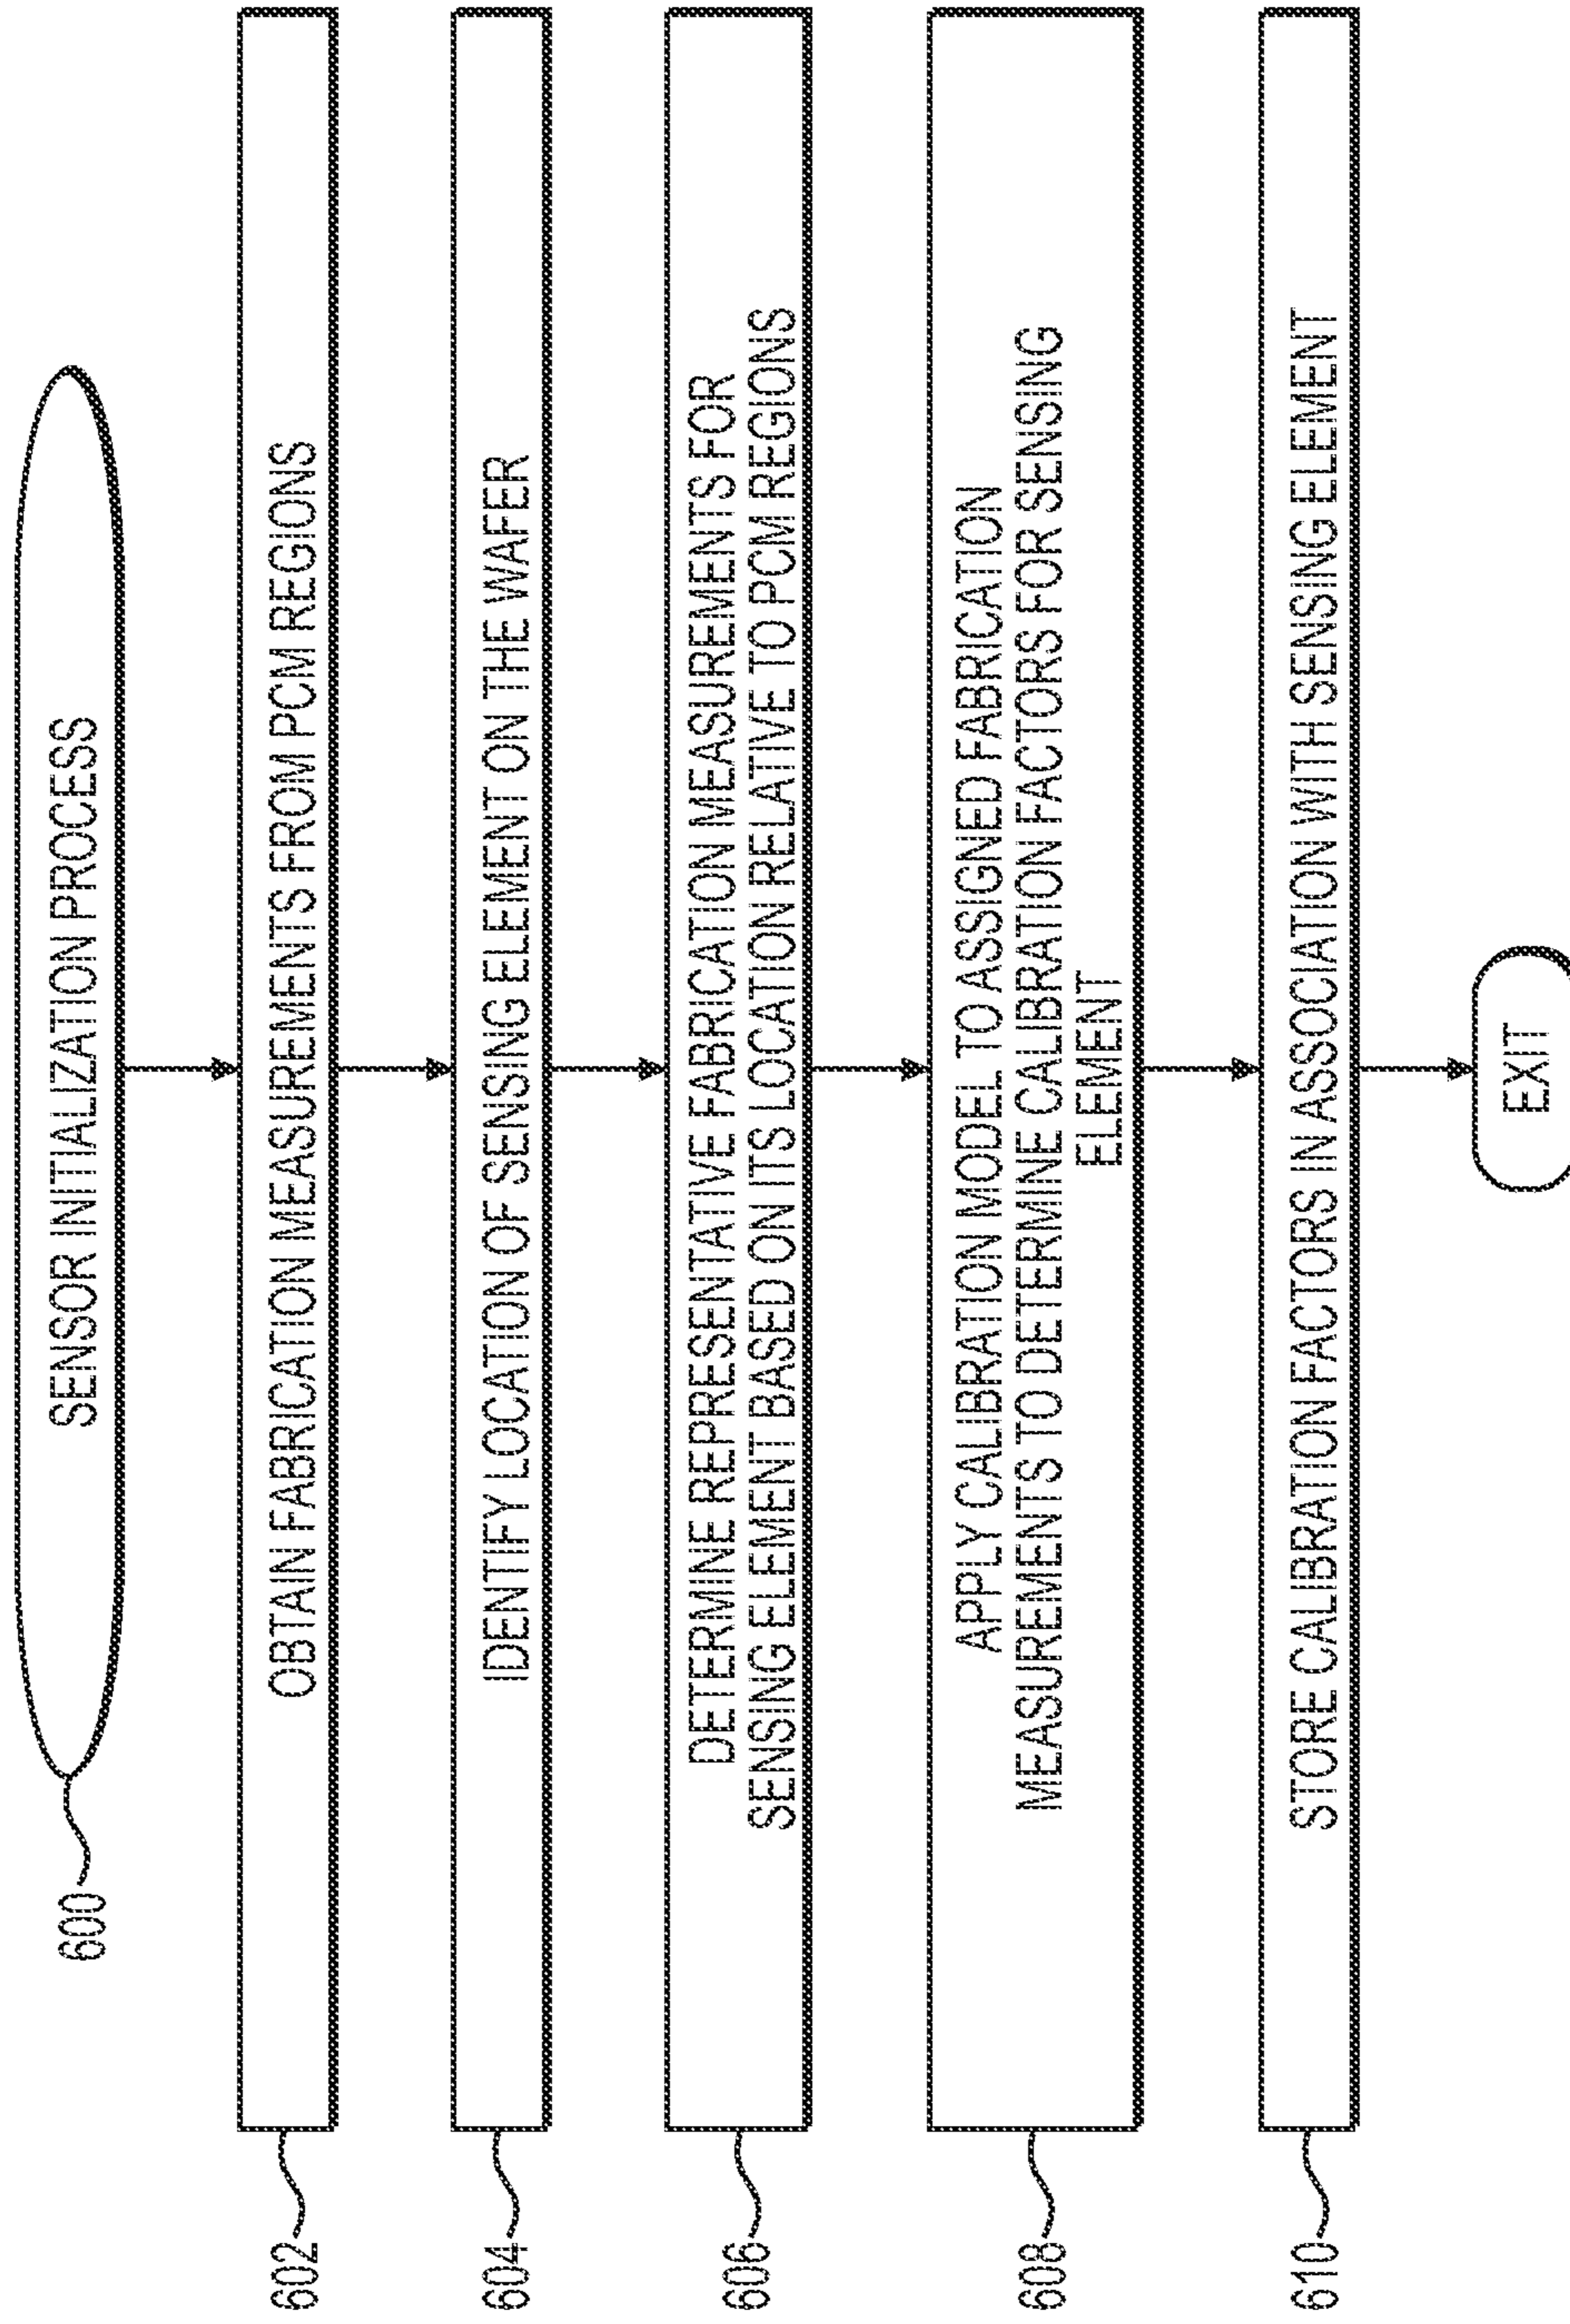 SENSOR INITIALIZATION PROCESS
600
602
OBTAIN FABRICATION MEASUREMENTS FROM PCM REGIONS
604
IDENTIFY LOCATION OF SENSING ELEMENT ON THE WAFER
606
DETERMINE REPRESENTATIVE FABRICATION MEASUREMENTS FOR
SENSING ELEMENT BASED ON ITS LOCATION RELATIVE TO PCM REGIONS
608
APPLY CALIBRATION MODEL TO ASSIGNED FABRICATION
MEASUREMENTS TO DETERMINE CALIBRATION FACTORS FOR SENSING
ELEMENT
610
STORE CALIBRATION FACTORS IN ASSOCIATION WITH SENSING ELEMENT
EXIT